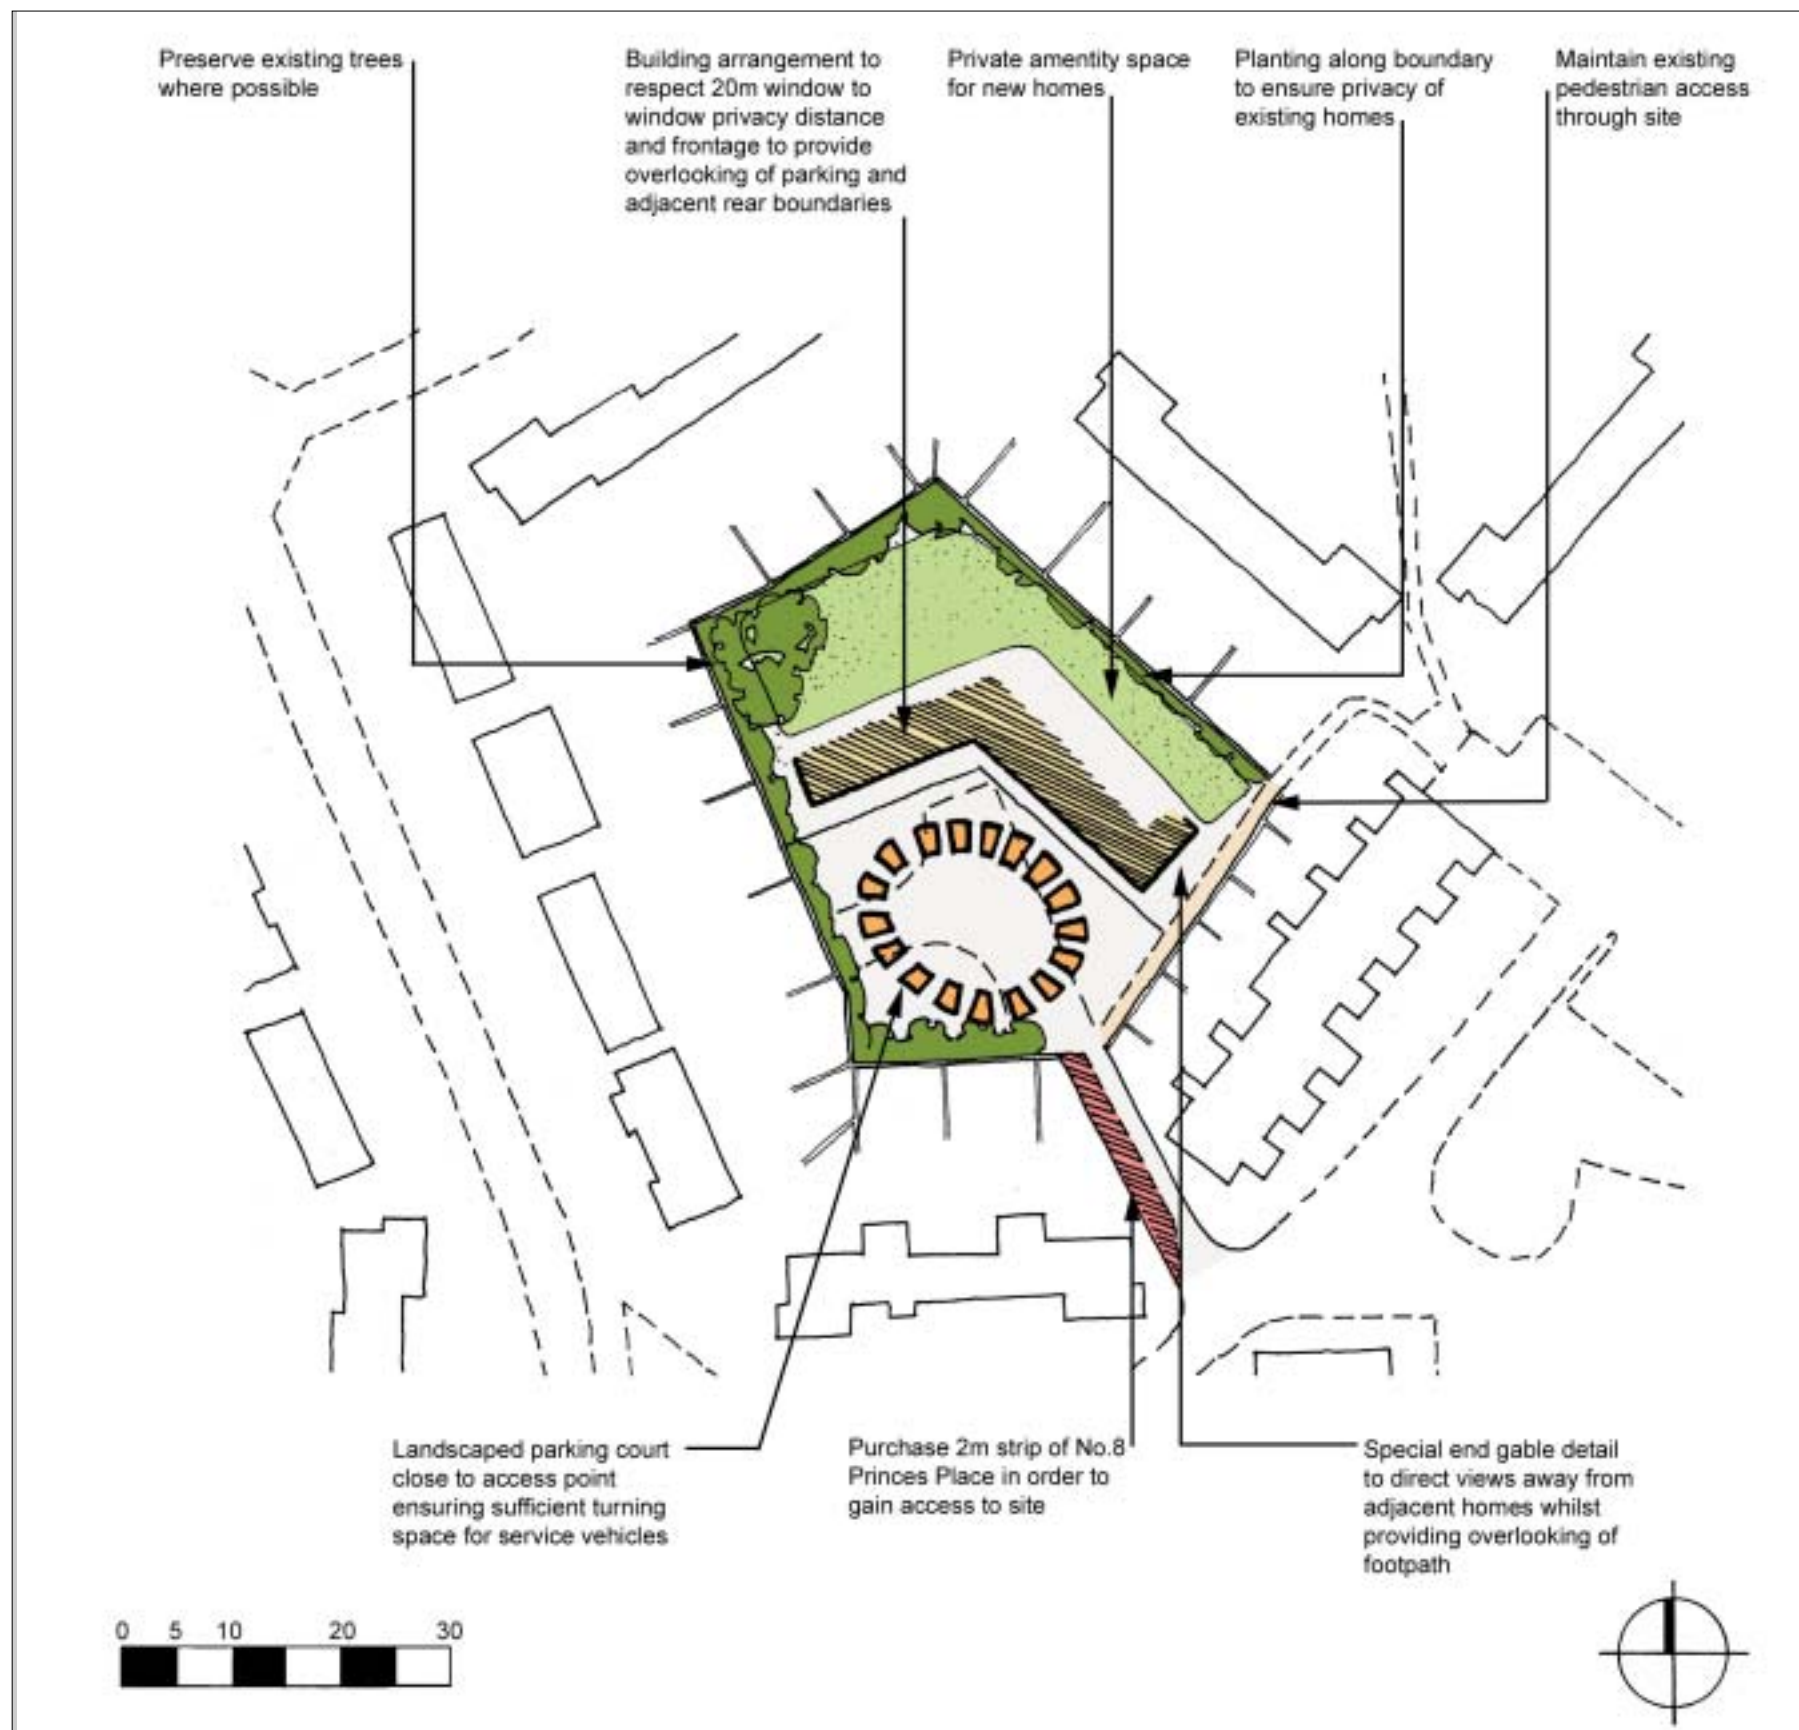 Preserve existing trees
where possible
Building arrangement to
respect 20m window to
window privacy distance
and frontage to provide
overlooking of parking and
adjacent rear boundaries
Private amentity space
for new homes
Planting along boundary
to ensure privacy of
existing homes
Maintain existing
pedestrian access
through site
Landscaped parking court
close to access point
ensuring sufficient turning
space for service vehicles
Purchase 2m strip of No.8
Princes Place in order to
gain access to site
Special end gable detail
to direct views away from
adjacent homes whilst
providing overlooking of
footpath
0 5 10 20 30